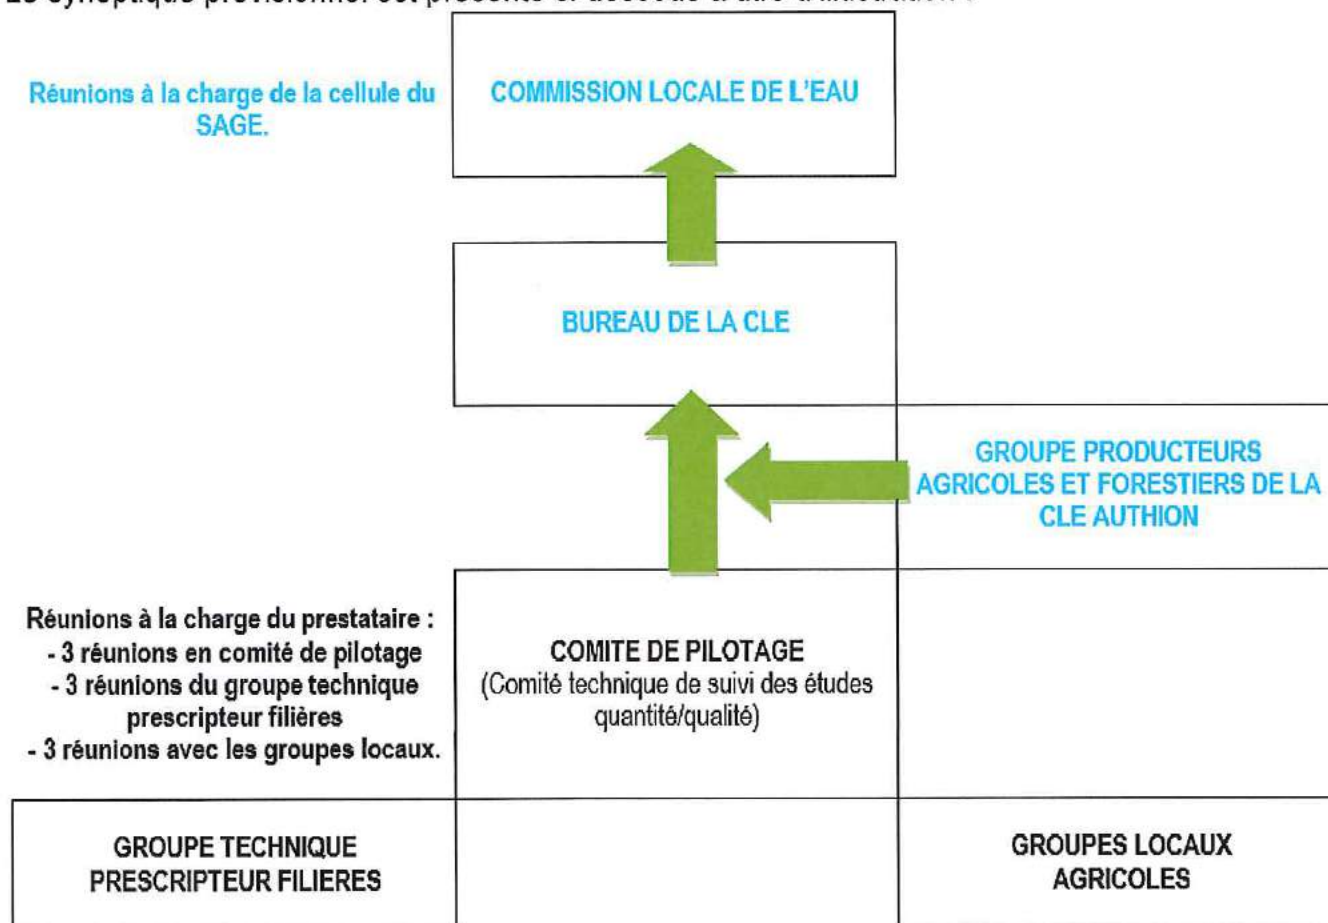 Réunions à la charge de la cellule du
SAGE.
COMMISSION LOCALE DE L'EAU
BUREAU DE LA CLE
GROUPE PRODUCTEURS
AGRICOLES ET FORESTIERS DE LA
CLE AUTHION
Réunions à la charge du prestataire :
- 3 réunions en comité de pilotage
- 3 réunions du groupe technique
prescripteur filières
- 3 réunions avec les groupes locaux.
COMITE DE PILOTAGE
(Comité technique de suivi des études
quantité/qualité)
GROUPE TECHNIQUE
PRESCRIPTEUR FILIERES
GROUPES LOCAUX
AGRICOLES